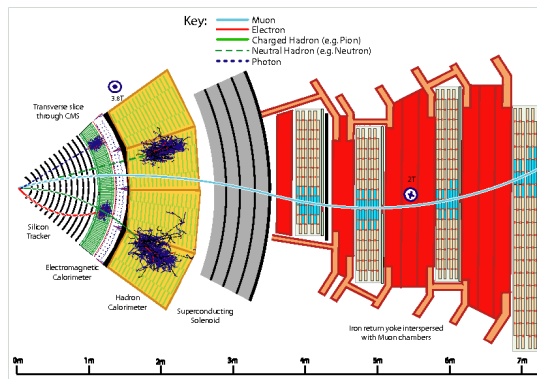 Key:
Muon
Electron
Charged Hadron (e.g. Pion)
Neutral Hadron (e.g. Neutron)
Photon
3.8T
Transverse slice
through CMS
2T
Silicon
Tracker
Electromagnetic
Calorimeter
Hadron
Calorimeter
Superconducting
Solenoid
Iron return yoke interspersed
with Muon chambers
0m 1m 2m 3m 4m 5m 6m 7m